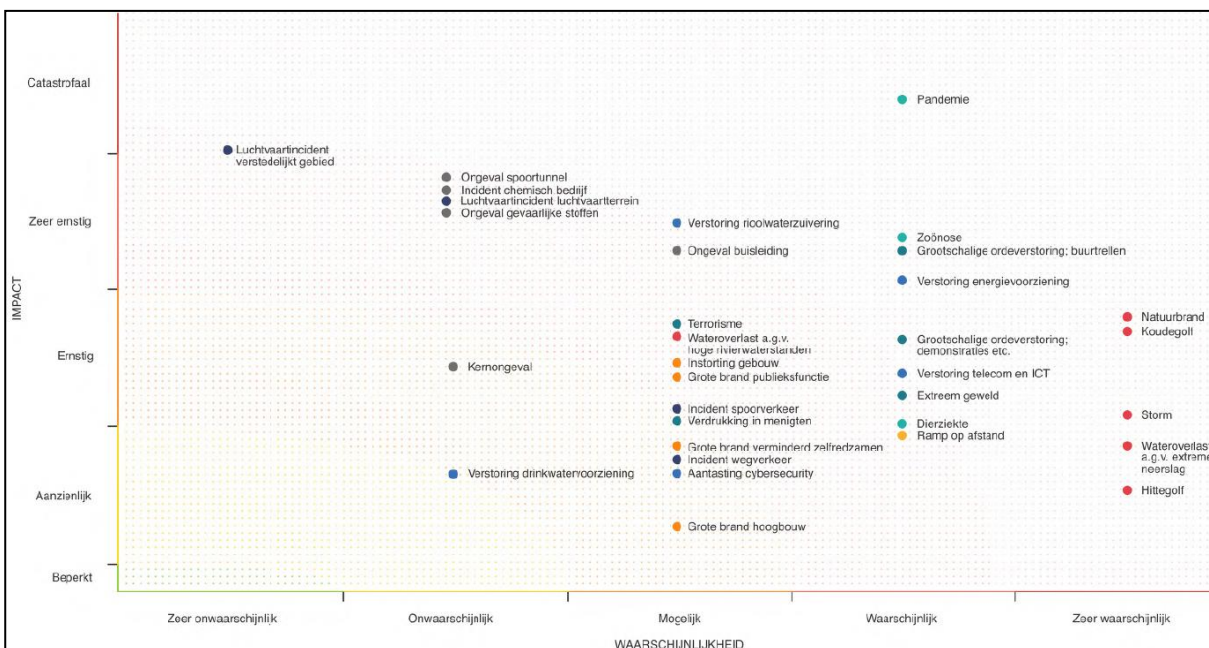 Catastrofaal
Pandemie
Luchtvaartincident
verstedelijkt gebied
Ongeval spoortunnel
Incident chemisch bedrijf
Luchtvaartincident luchtvaartterrein
Ongeval gevaarlijke stoffen
Zeer ernstig
Verstoring rioolwaterzuivering
Zoönose
Ongeval buisleiding
Grootschalige ordeverstoring; buurtrellen
Verstoring energievoorziening
IMPACT
Natuurbrand
Terrorisme
Koudegolf
Wateroverlast a.g.v.
hoge rivierwaterstanden
Grootschalige ordeverstoring;
demonstraties etc.
Ernstig
Instorting gebouw
Kernongeval
Verstoring telecom en ICT
Grote brand publieksfunctie
Extreem geweld
Incident spoorverkeer
Storm
Verdrukking in menigten
Dierziekte
Ramp op afstand
Grote brand verminderd zelfredzamen
Wateroverlast
a.g.v. extreme
neerslag
Incident wegverkeer
Verstoring drinkwatervoorziening
Aantasting cybersecurity
Aanzienlijk
Hittegolf
Grote brand hoogbouw
Beperkt
Zeer onwaarschijnlijk
Onwaarschijnlijk
Mogelijk
Waarschijnlijk
Zeer waarschijnlijk
WAARSCHIJNLIJKHEID